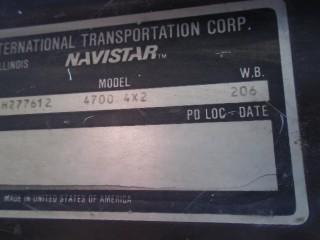 INTERNATIONAL TRANSPORTATION CORP.
ILLINOIS NAVISTAR TM
MODEL W.B.
H277612 4700 4X2 206
PD LOC - DATE
MADE IN UNITED STATES OF AMERICA